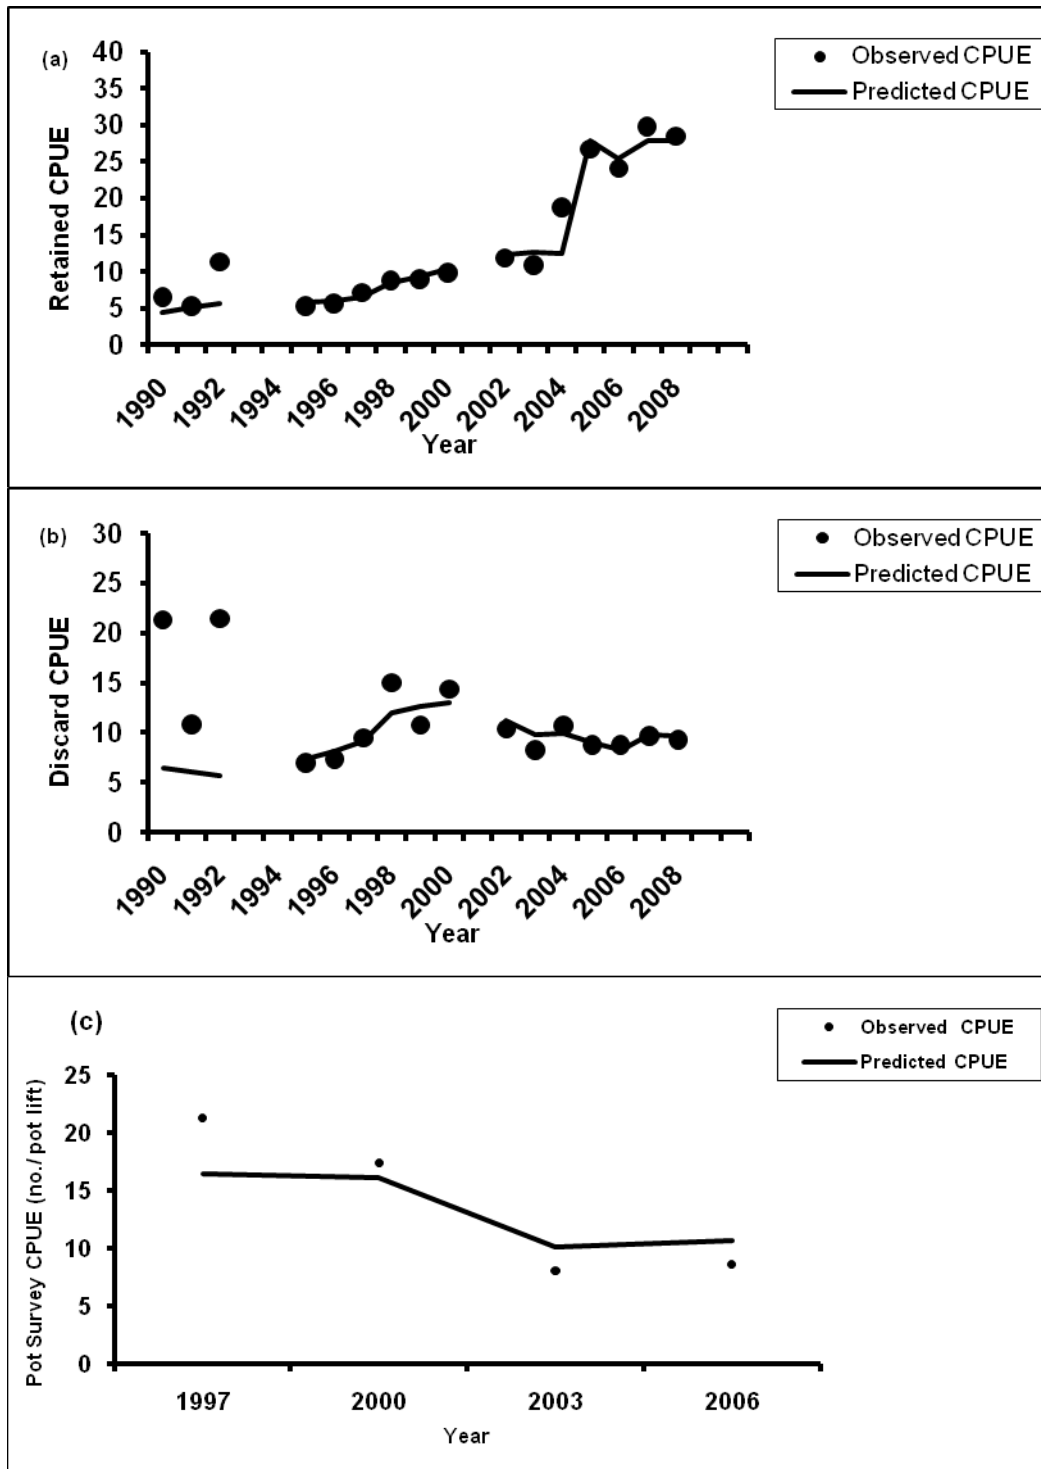 (a)
Observed CPUE
Predicted CPUE
Retained CPUE
40
35
30
25
20
15
10
5
0
1990 1992 1994 1996 1998 2000 2002 2004 2006 2008
Year
(b)
Observed CPUE
Predicted CPUE
Discard CPUE
30
25
20
15
10
5
0
1990 1992 1994 1996 1998 2000 2002 2004 2006 2008
Year
(c)
Observed CPUE
Predicted CPUE
Pot Survey CPUE (no./ pot lift)
25
20
15
10
5
0
1997 2000 2003 2006
Year